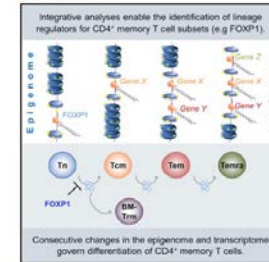 Integrative analyses enable the identification of lineage
regulators for CD4⁺ memory T cell subsets (e.g FOXP1).
Epigenome
Gene Z
Gene X
Gene X
Gene X
FOXP1
Gene Y
Gene Y
Tn
Tcm
Tem
Temra
FOXP1
BM-
Trm
Consecutive changes in the epigenome and transcriptome
govern differentiation of CD4⁺ memory T cells.